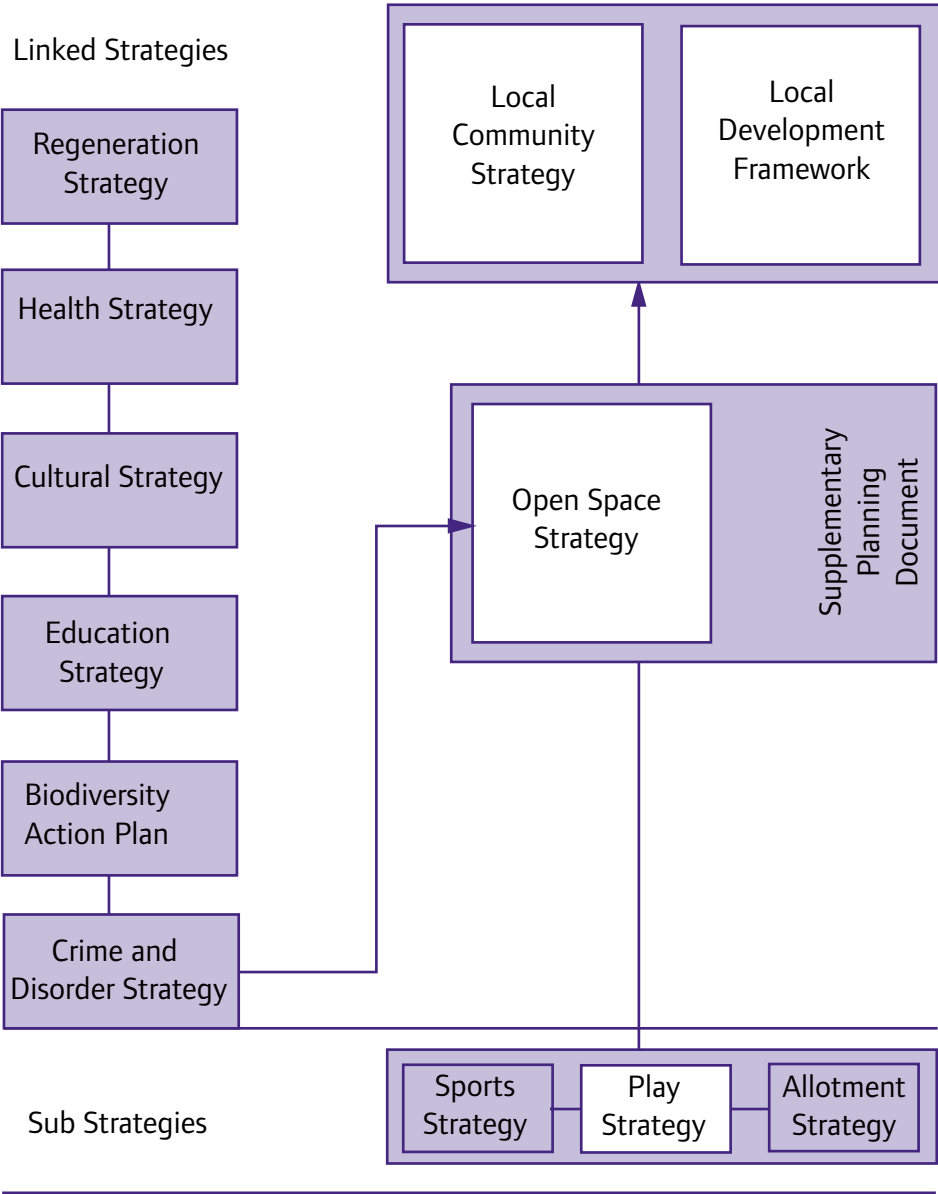 Linked Strategies
Regeneration
Strategy
Health Strategy
Cultural Strategy
Education
Strategy
Biodiversity
Action Plan
Crime and
Disorder Strategy
Local
Community
Strategy
Local
Development
Framework
Open Space
Strategy
Supplementary
Planning
Document
Sub Strategies
Sports
Strategy
Play
Strategy
Allotment
Strategy